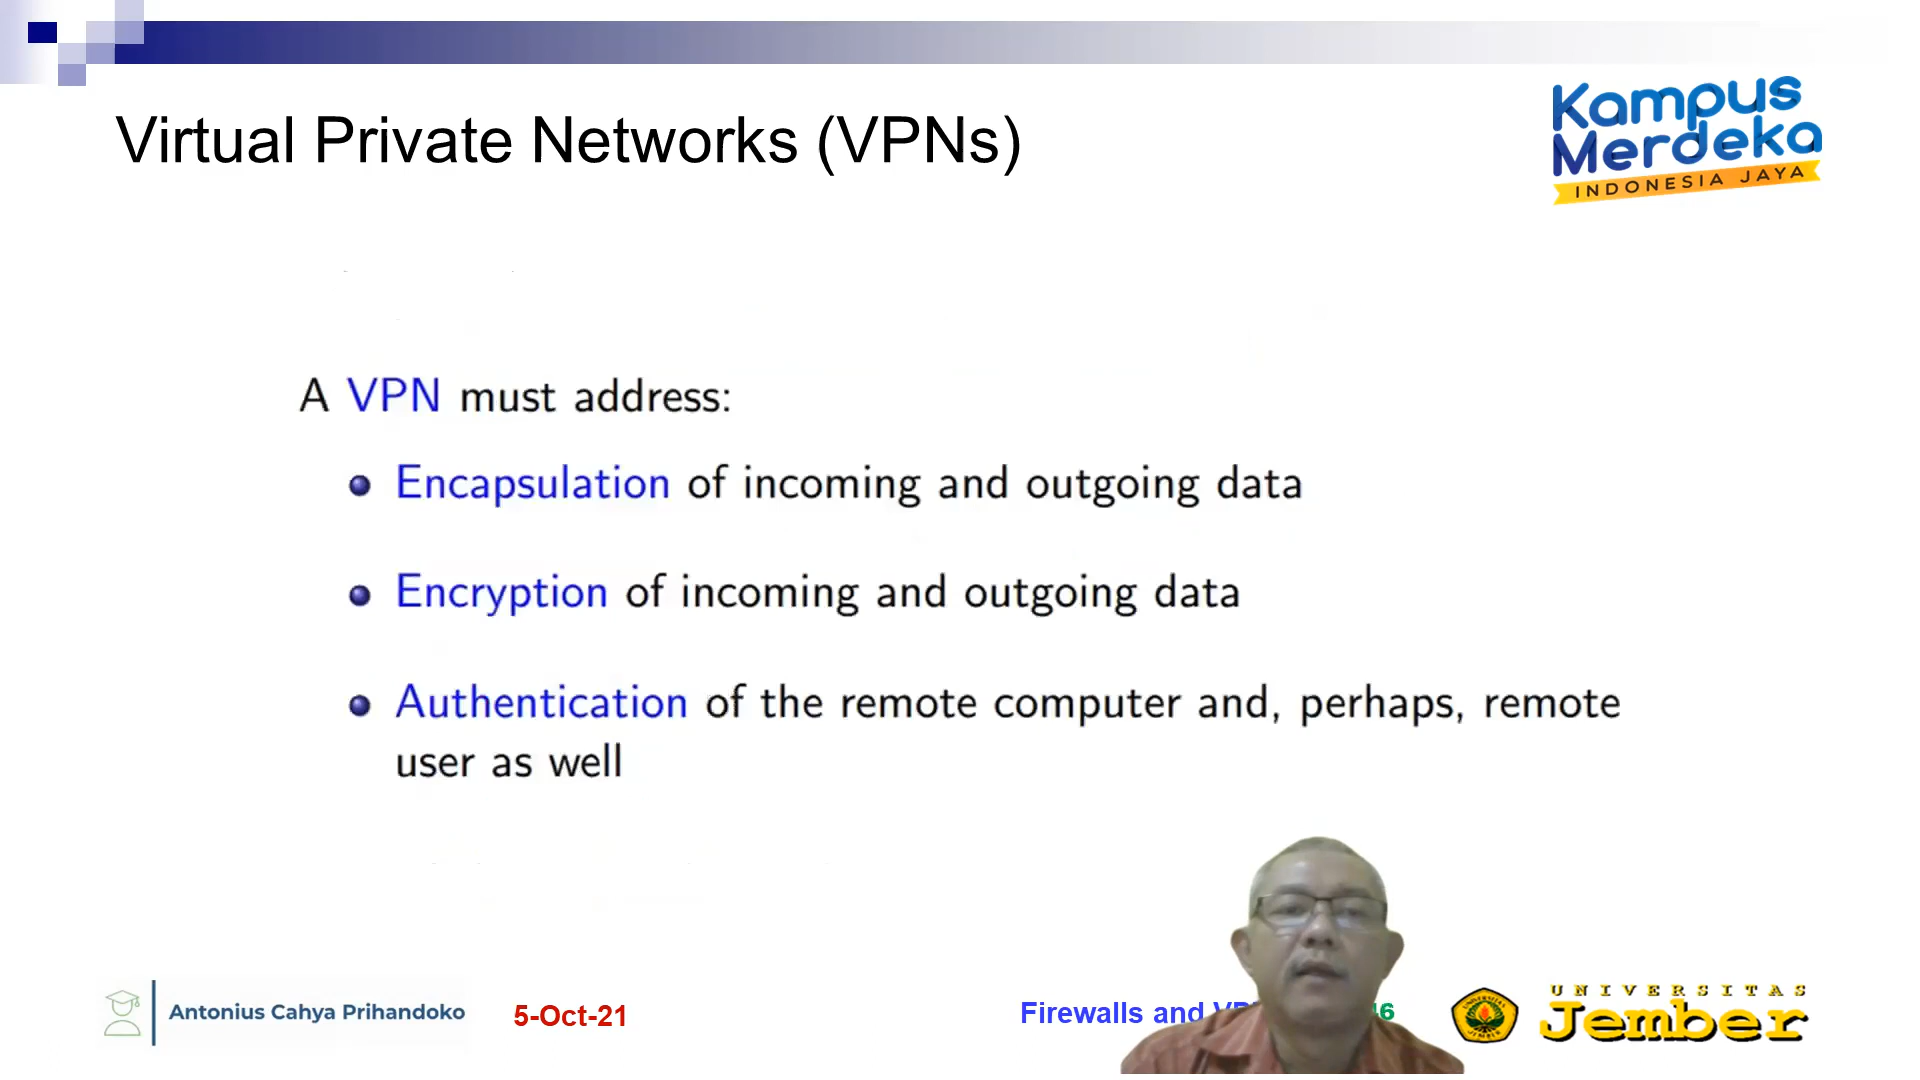 Virtual Private Networks (VPNs)
Kampus
Merdeka
INDONESIA JAYA
A VPN must address:
Encapsulation of incoming and outgoing data
Encryption of incoming and outgoing data
Authentication of the remote computer and, perhaps, remote
user as well
Antonius Cahya Prihandoko
5-Oct-21
Firewalls and
UNIVERSITAS
Jember